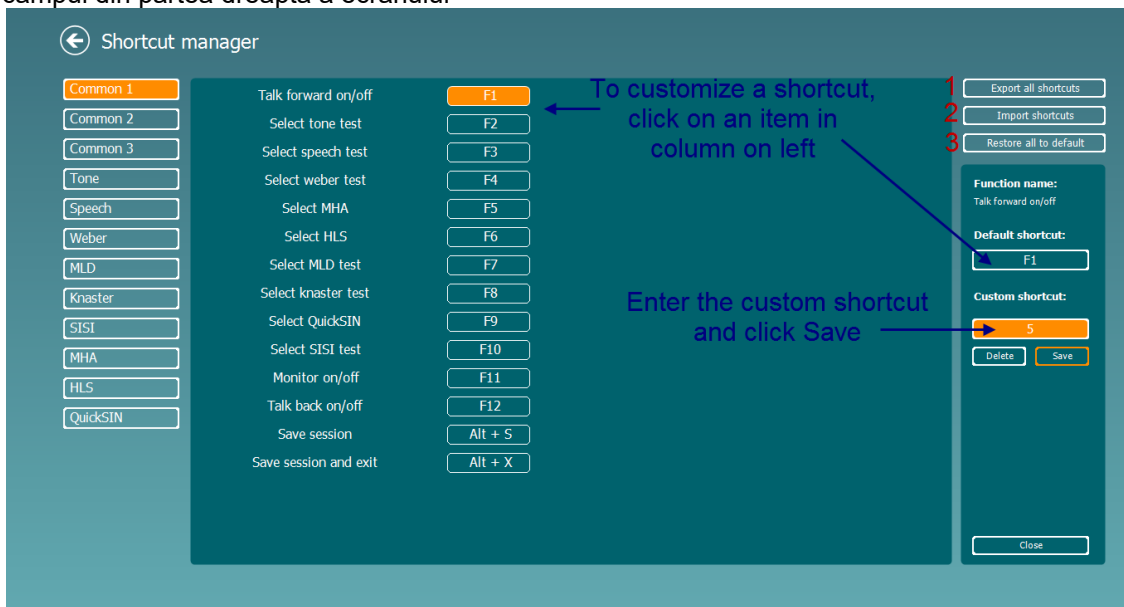 câmpul din partea dreaptă a ecranului
Shortcut manager
Common 1
Common 2
Common 3
Tone
Speech
Weber
MLD
Knaster
SISI
MHA
HLS
QuickSIN
Talk forward on/off F1
Select tone test F2
Select speech test F3
Select weber test F4
Select MHA F5
Select HLS F6
Select MLD test F7
Select knaster test F8
Select QuickSIN F9
Select SISI test F10
Monitor on/off F11
Talk back on/off F12
Save session Alt + S
Save session and exit Alt + X
To customize a shortcut,
click on an item in
column on left
Enter the custom shortcut
and click Save
1 Export all shortcuts
2 Import shortcuts
3 Restore all to default
Function name:
Talk forward on/off
Default shortcut:
F1
Custom shortcut:
5
Delete Save
Close